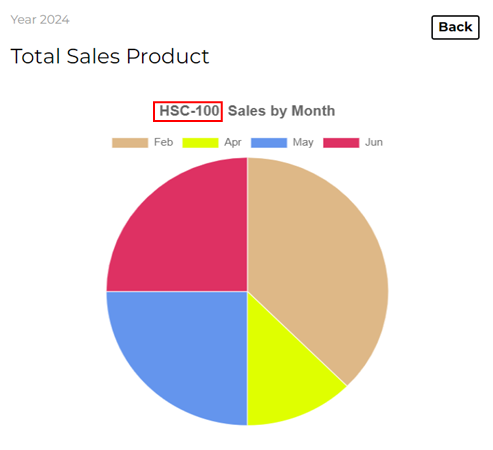 Year 2024
Back
Total Sales Product
HSC-100 Sales by Month
Feb Apr May Jun